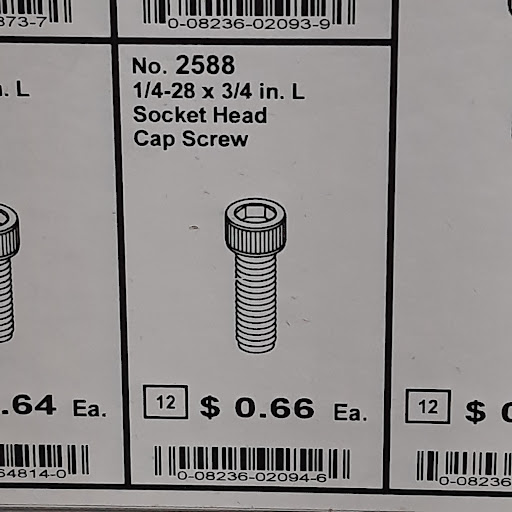 873-7
0-08236-02093-9
No. 2588
1/4-28 x 3/4 in. L
Socket Head
Cap Screw
. L
.64 Ea.
12 $ 0.66 Ea.
12 $
64814-0
0-08236-02094-6
0-08236